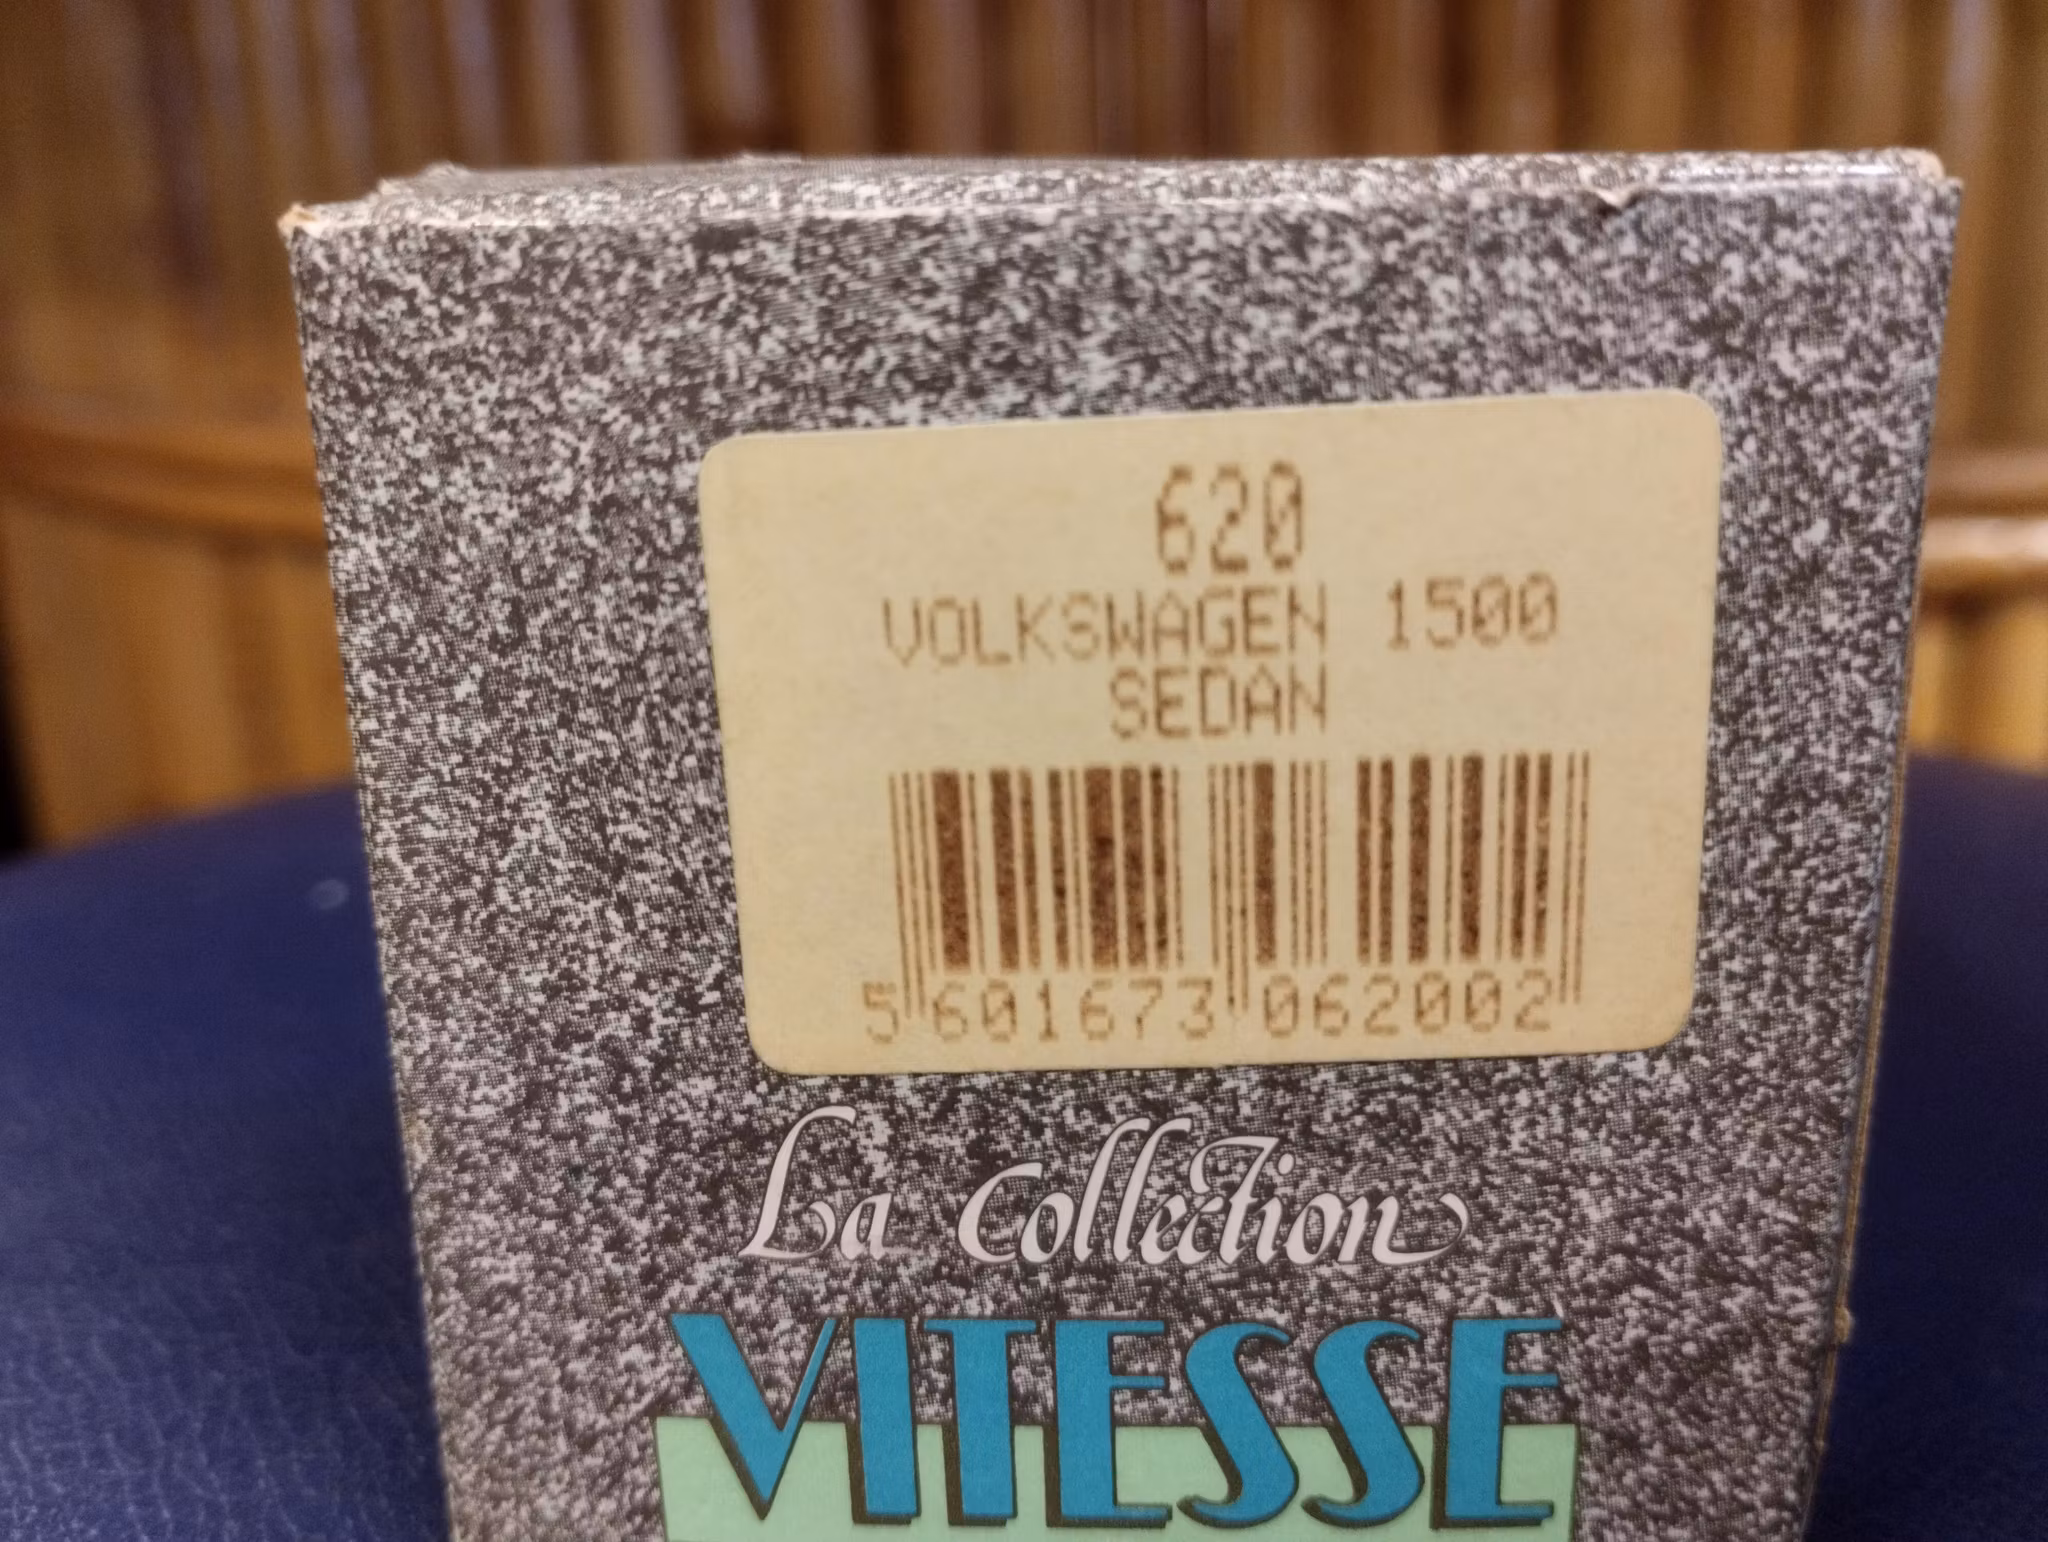 620
VOLKSWAGEN 1500
SEDAN
5 601673 062002
La Collection
VITESSE